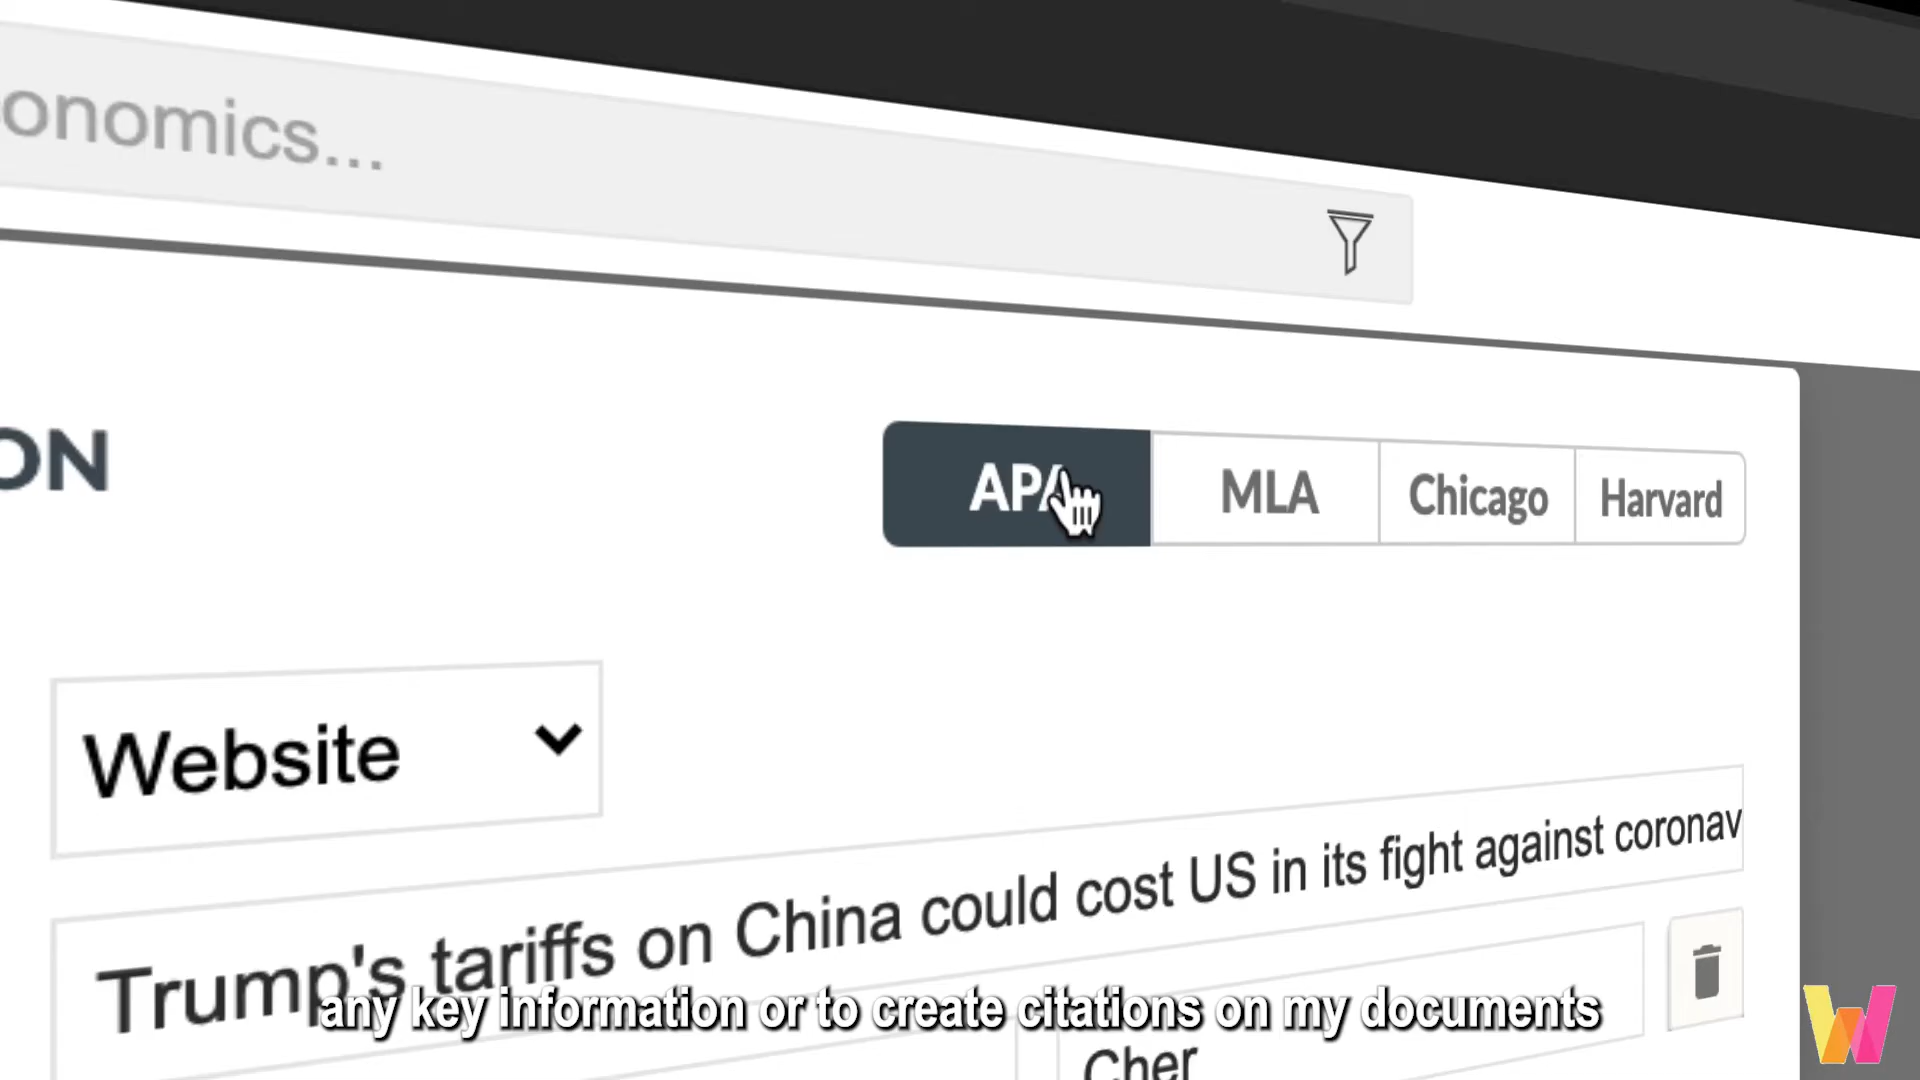 onomics...
ON
APA
MLA
Chicago
Harvard
Website
Trump's tariffs on China could cost US in its fight against coronav
any key information or to create citations on my documents
Cher
W